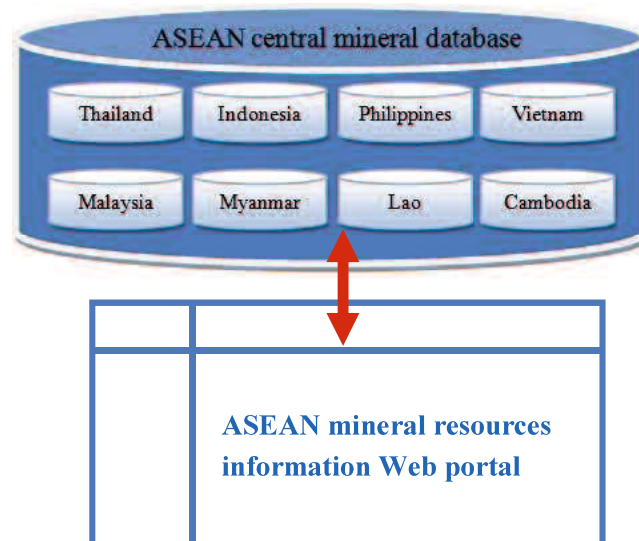 ASEAN central mineral database
Thailand Indonesia Philippines Vietnam
Malaysia Myanmar Lao Cambodia
ASEAN mineral resources
information Web portal